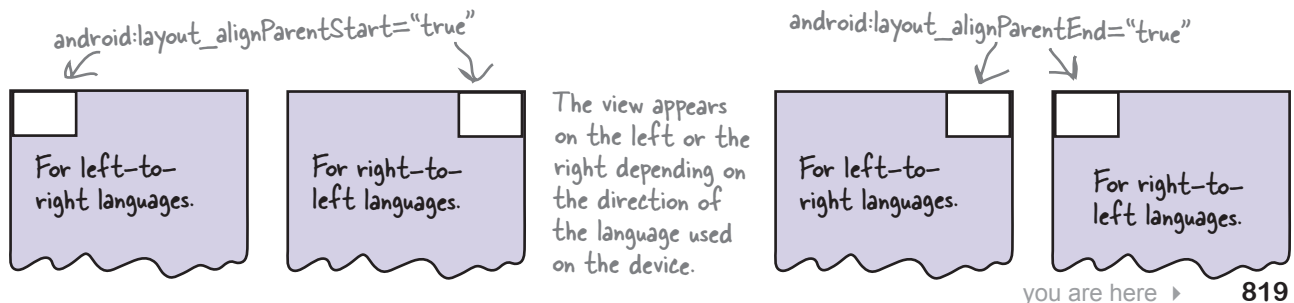 android:layout_alignParentStart=“true”
For left-to-
right languages.
For right-to-
left languages.
The view appears
on the left or the
right depending on
the direction of
the language used
on the device.
android:layout_alignParentEnd=“true”
For left-to-
right languages.
For right-to-
left languages.
you are here ▸ 819